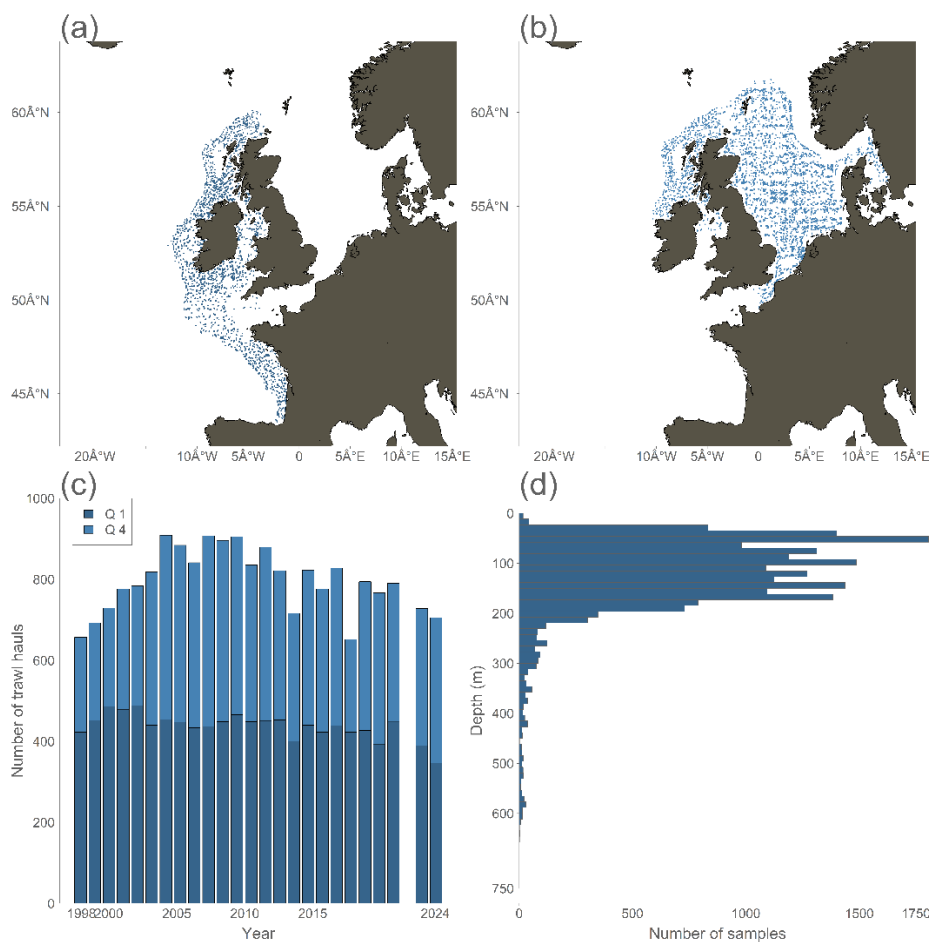 (a)
(b)
60Â°N
55Â°N
50Â°N
45Â°N
20Â°W
10Â°W
5Â°W
0
5Â°E
10Â°E
15Â°E
60Â°N
55Â°N
50Â°N
45Â°N
20Â°W
10Â°W
5Â°W
0
5Â°E
10Â°E
15Â°E
(c)
Q 1
Q 4
1000
800
600
400
200
0
Number of trawl hauls
1998 2000 2005 2010 2015 2024
Year
(d)
0
100
200
300
500
600
750
Depth (m)
0 500 1000 1500 1750
Number of samples